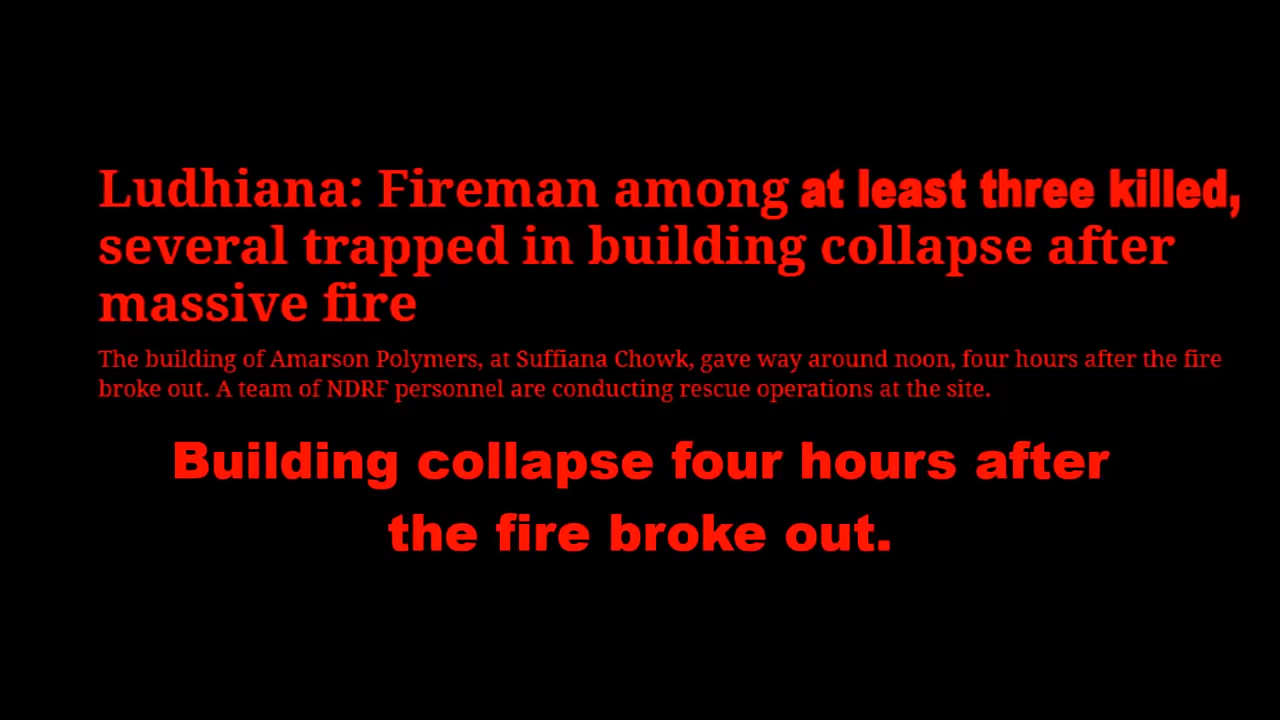 Ludhiana: Fireman among at least three killed,
several trapped in building collapse after
massive fire
The building of Amarson Polymers, at Suffiana Chowk, gave way around noon, four hours after the fire
broke out. A team of NDRF personnel are conducting rescue operations at the site.
Building collapse four hours after
the fire broke out.